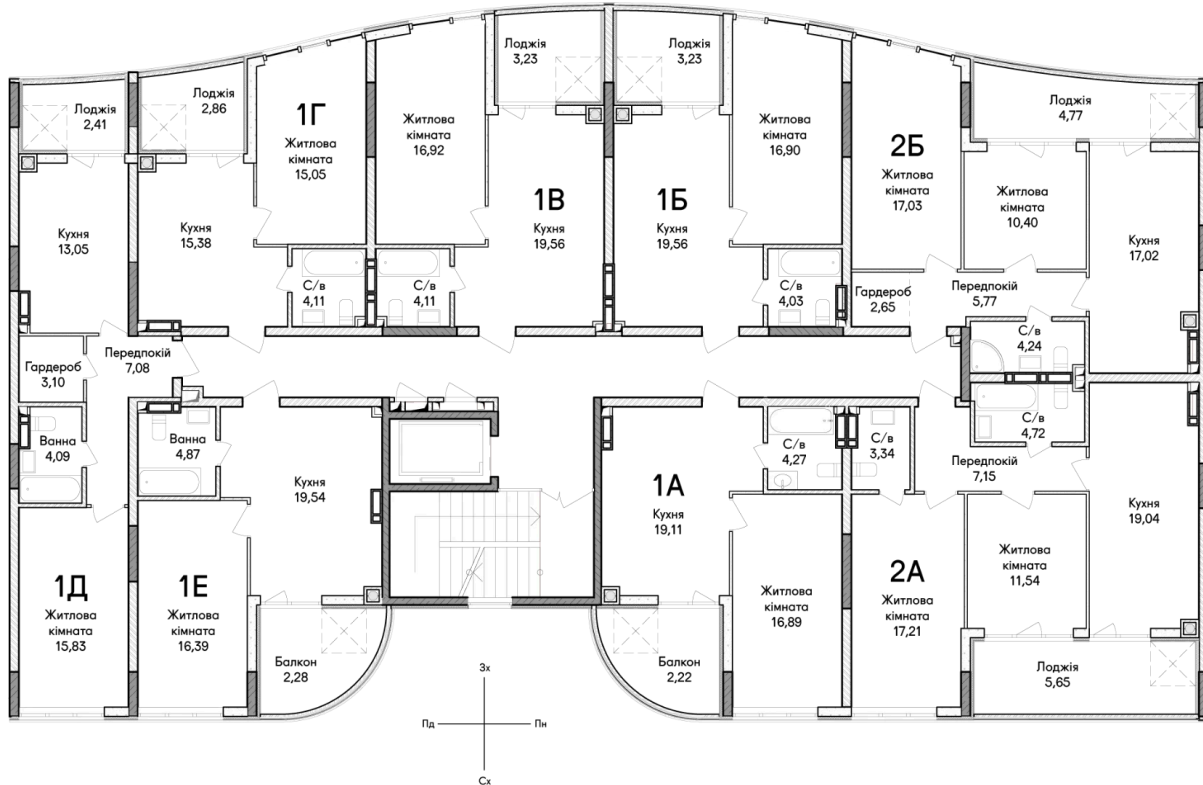 Лоджія
2,41
Лоджія
2,86
1Г
Житлова
кімната
15,05
Житлова
кімната
16,92
Лоджія
3,23
Лоджія
3,23
Житлова
кімната
16,90
2Б
Житлова
кімната
17,03
Лоджія
4,77
Житлова
кімната
10,40
Кухня
13,05
Кухня
15,38
1В
Кухня
19,56
1Б
Кухня
19,56
Кухня
17,02
С/в
4,11
С/в
4,11
С/в
4,03
Гардероб
2,65
Передпокій
5,77
С/в
4,24
Гардероб
3,10
Передпокій
7,08
Ванна
4,09
Ванна
4,87
Кухня
19,54
1А
Кухня
19,11
С/в
4,27
С/в
3,34
С/в
4,72
Передпокій
7,15
Кухня
19,04
1Д
Житлова
кімната
15,83
1Е
Житлова
кімната
16,39
Балкон
2,28
Балкон
2,22
Житлова
кімната
16,89
2А
Житлова
кімната
17,21
Житлова
кімната
11,54
Лоджія
5,65
Зх
Пд
Пн
Сх